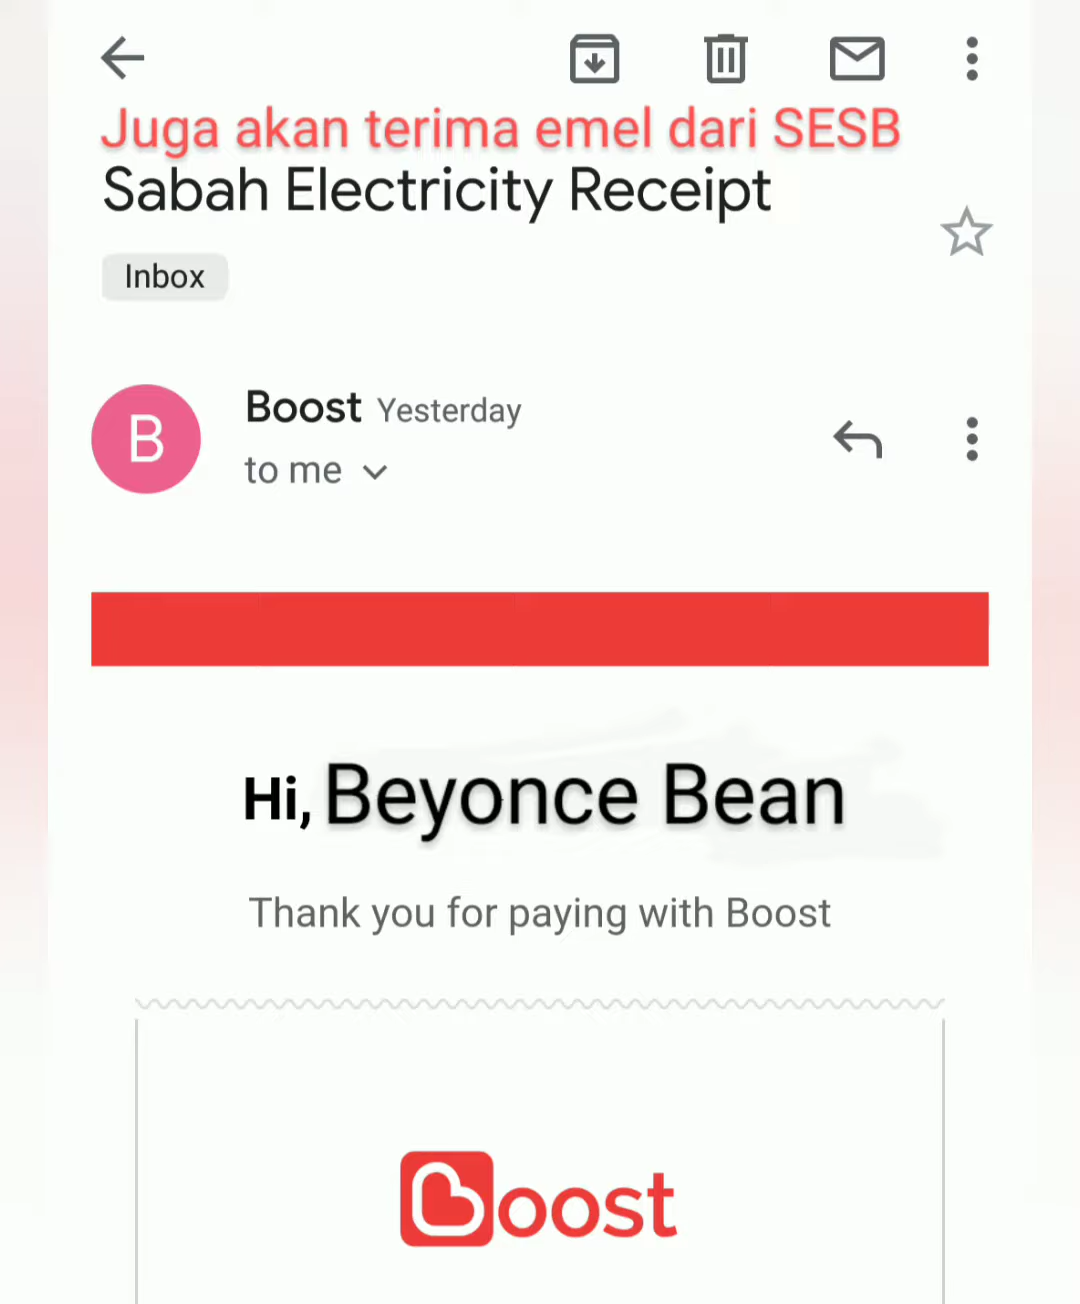 Juga akan terima emel dari SESB
Sabah Electricity Receipt
Inbox
B
Boost Yesterday
to me
Hi, Beyonce Bean
Thank you for paying with Boost
Boost